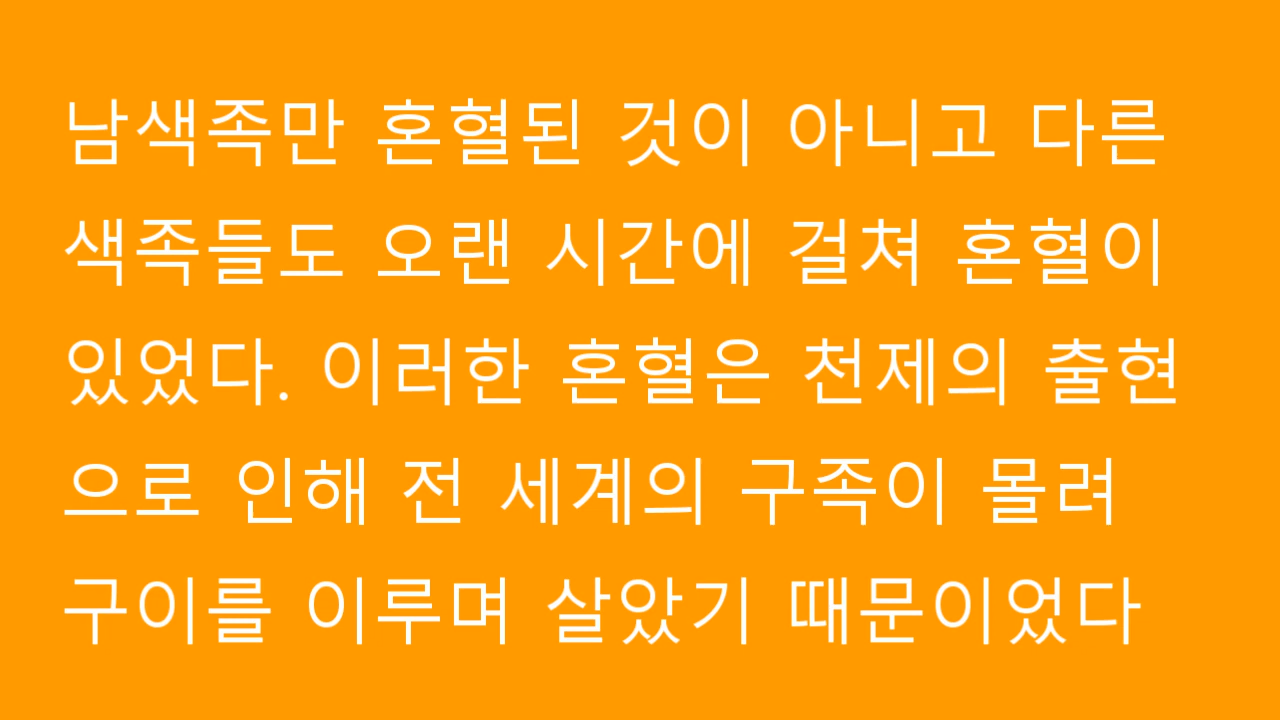 남색족만 혼혈된 것이 아니고 다른
색족들도 오랜 시간에 걸쳐 혼혈이
있었다. 이러한 혼혈은 천제의 출현
으로 인해 전 세계의 구족이 몰려
구이를 이루며 살았기 때문이었다